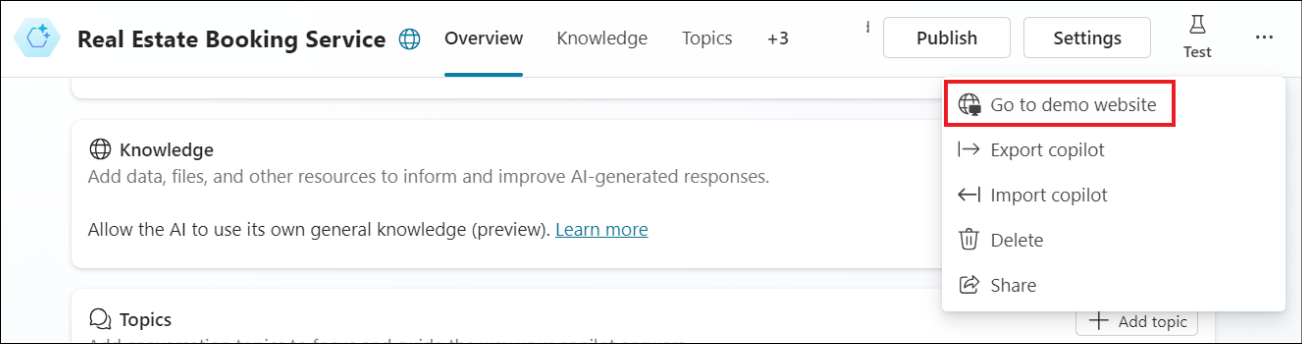 Real Estate Booking Service Overview Knowledge Topics +3 Publish Settings Test ...
Go to demo website
Knowledge
Export copilot
Add data, files, and other resources to inform and improve AI-generated responses.
Import copilot
Allow the AI to use its own general knowledge (preview). Learn more
Delete
Share
Topics
Add topic